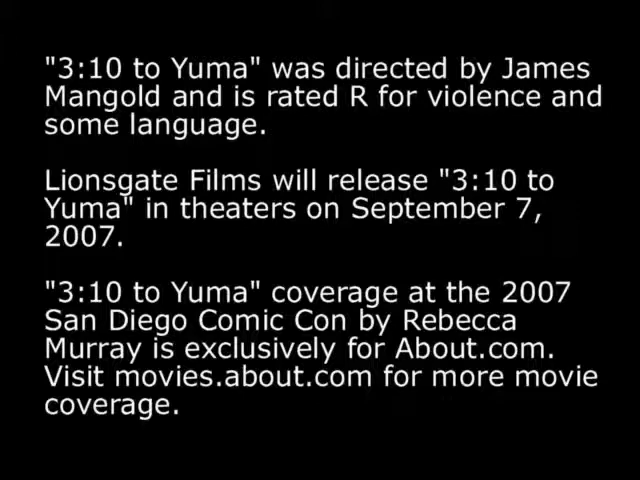 "3:10 to Yuma" was directed by James
Mangold and is rated R for violence and
some language.
Lionsgate Films will release "3:10 to
Yuma" in theaters on September 7,
2007.
"3:10 to Yuma" coverage at the 2007
San Diego Comic Con by Rebecca
Murray is exclusively for About.com.
Visit movies.about.com for more movie
coverage.